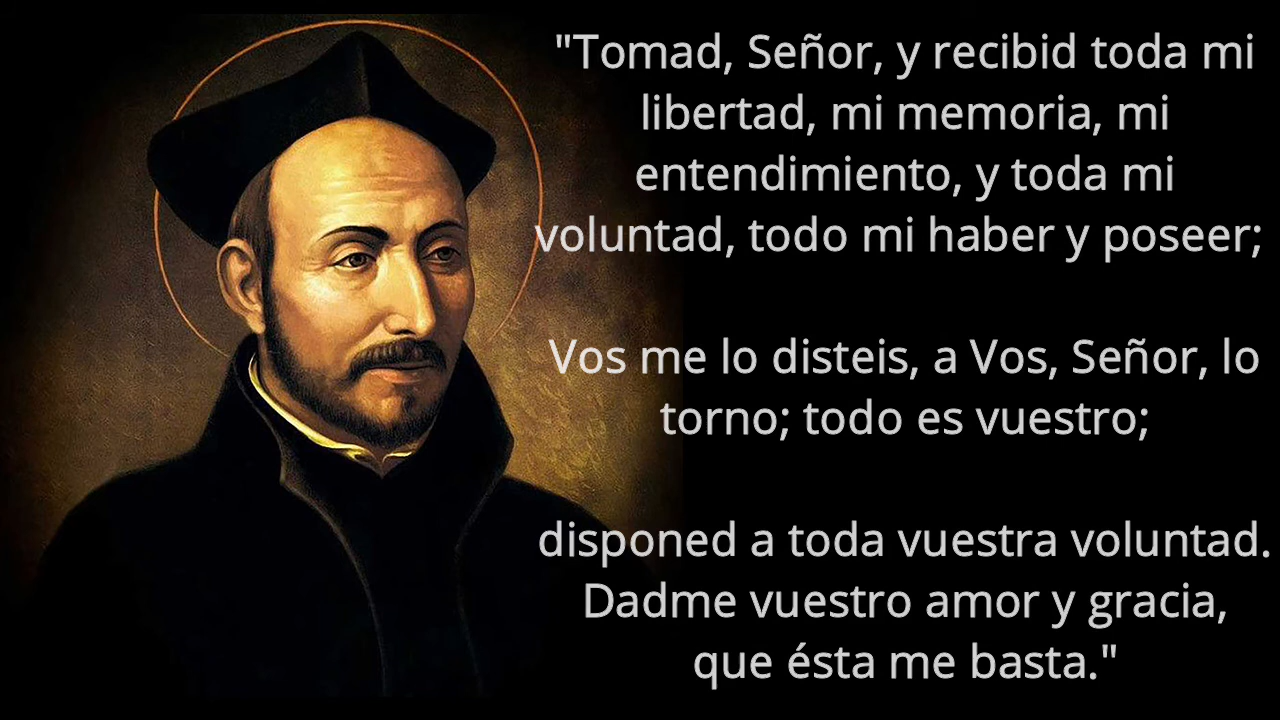 "Tomad, Señor, y recibid toda mi
libertad, mi memoria, mi
entendimiento, y toda mi
voluntad, todo mi haber y poseer;
Vos me lo disteis, a Vos, Señor, lo
torno; todo es vuestro;
disponed a toda vuestra voluntad.
Dadme vuestro amor y gracia,
que ésta me basta."